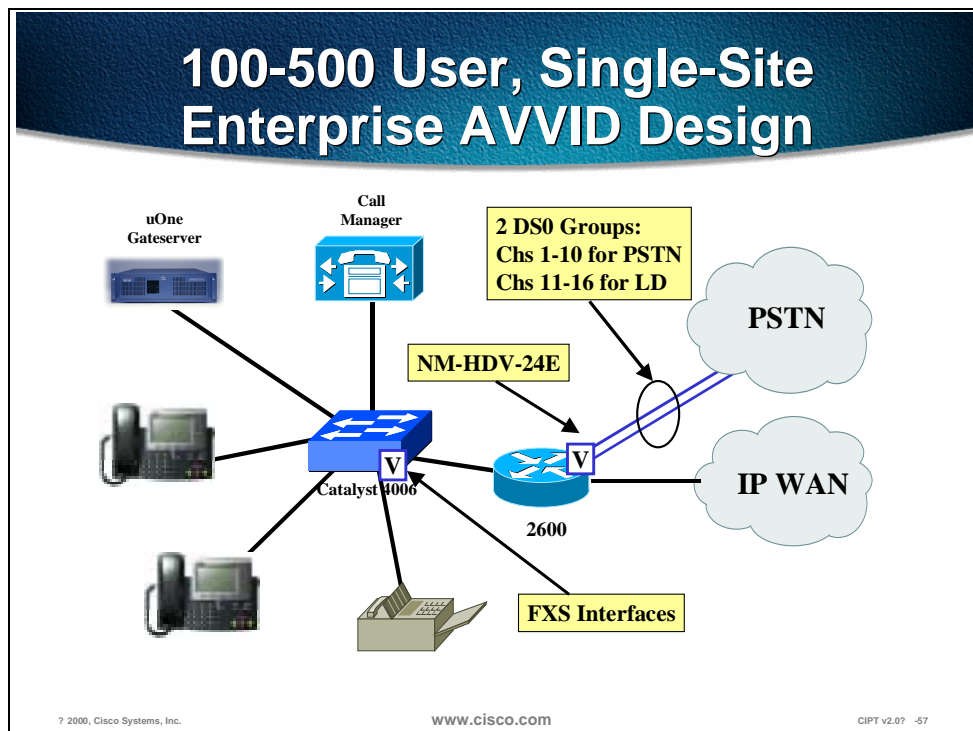 100-500 User, Single-Site
Enterprise AVVID Design
uOne
Gateserver
Call
Manager
2 DS0 Groups:
Chs 1-10 for PSTN
Chs 11-16 for LD
PSTN
NM-HDV-24E
V
V
Catalyst 4006
2600
IP WAN
FXS Interfaces
? 2000, Cisco Systems, Inc.
www.cisco.com
CIPT v2.0? -57